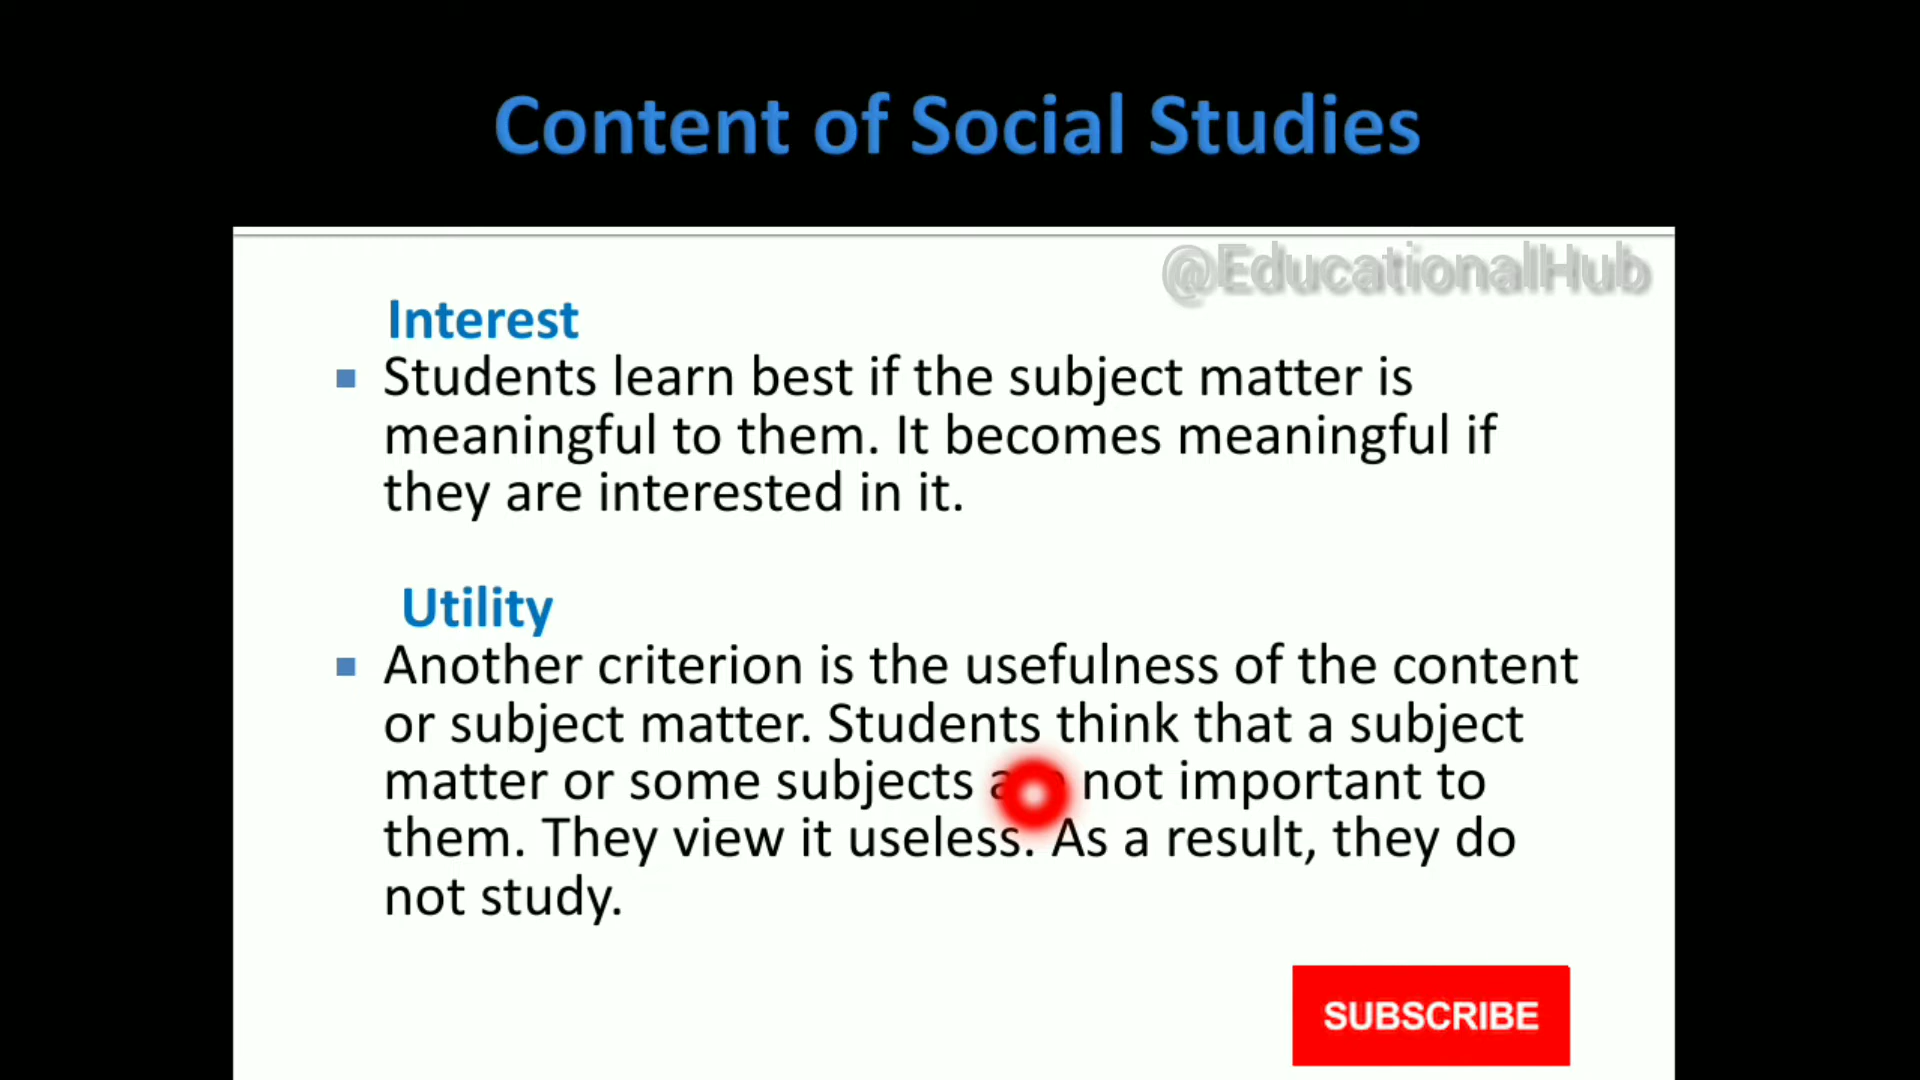 Content of Social Studies
@EducationalHub
Interest
Students learn best if the subject matter is
meaningful to them. It becomes meaningful if
they are interested in it.
Utility
Another criterion is the usefulness of the content
or subject matter. Students think that a subject
matter or some subjects not important to
them. They view it useless. As a result, they do
not study.
SUBSCRIBE